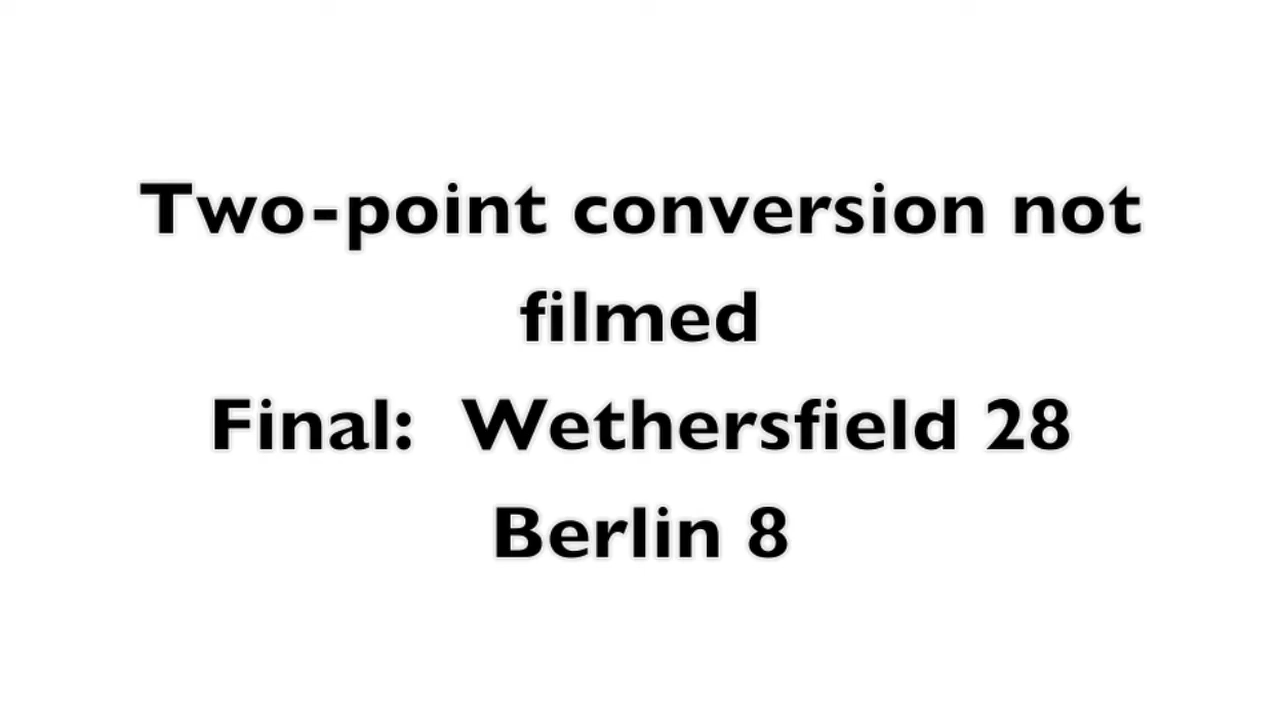 Two-point conversion not
filmed
Final:  Wethersfield 28
Berlin 8